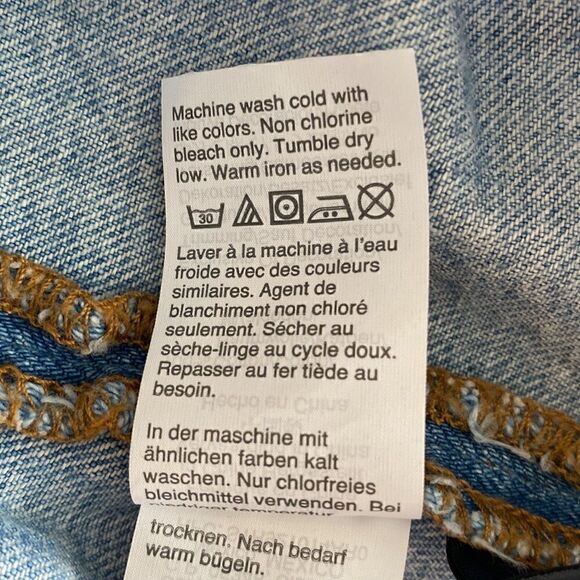 Machine wash cold with
like colors. Non chlorine
bleach only. Tumble dry
low. Warm iron as needed.
30
Laver à la machine à l'eau
froide avec des couleurs
similaires. Agent de
blanchiment non chloré
seulement. Sécher au
sèche-linge au cycle doux.
Repasser au fer tiède au
besoin.
In der maschine mit
ähnlichen farben kalt
waschen. Nur chlorfreies
bleichmittel verwenden. Bei
trocknen. Nach bedarf
warm bügeln.